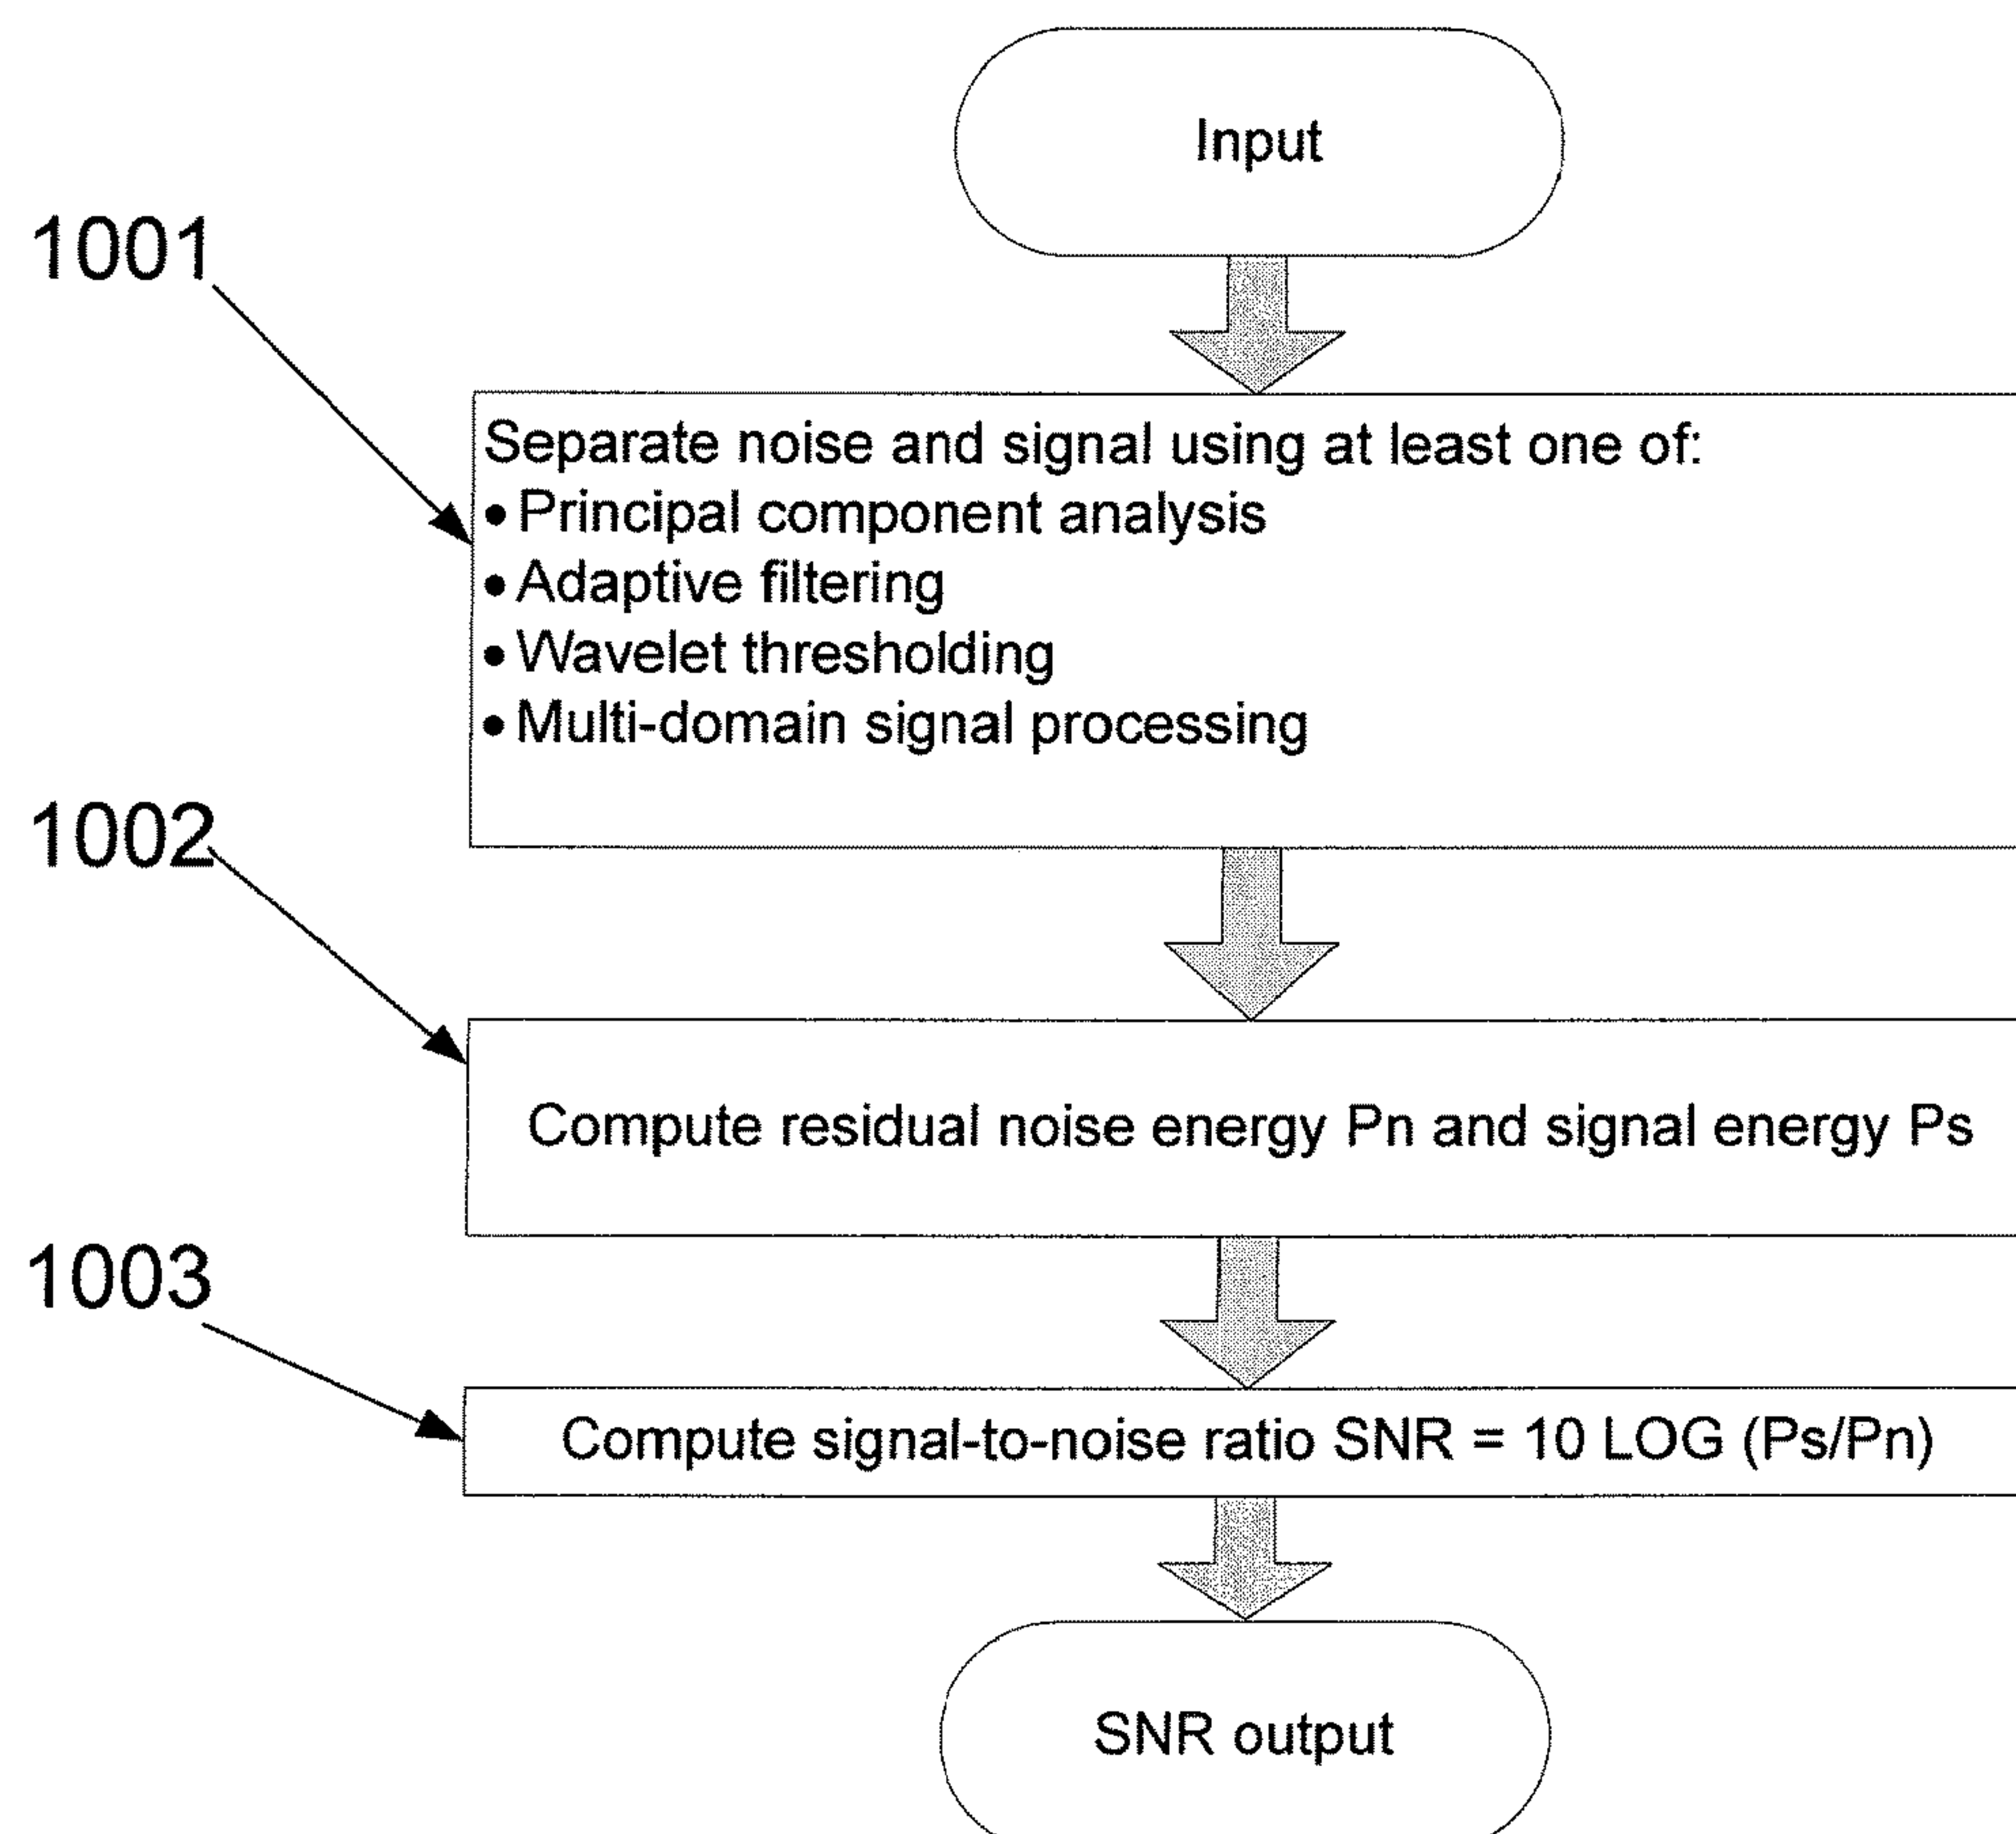 Input
1001
Separate noise and signal using at least one of:
• Principal component analysis
• Adaptive filtering
• Wavelet thresholding
• Multi-domain signal processing
1002
Compute residual noise energy Pn and signal energy Ps
1003
Compute signal-to-noise ratio SNR = 10 LOG (Ps/Pn)
SNR output